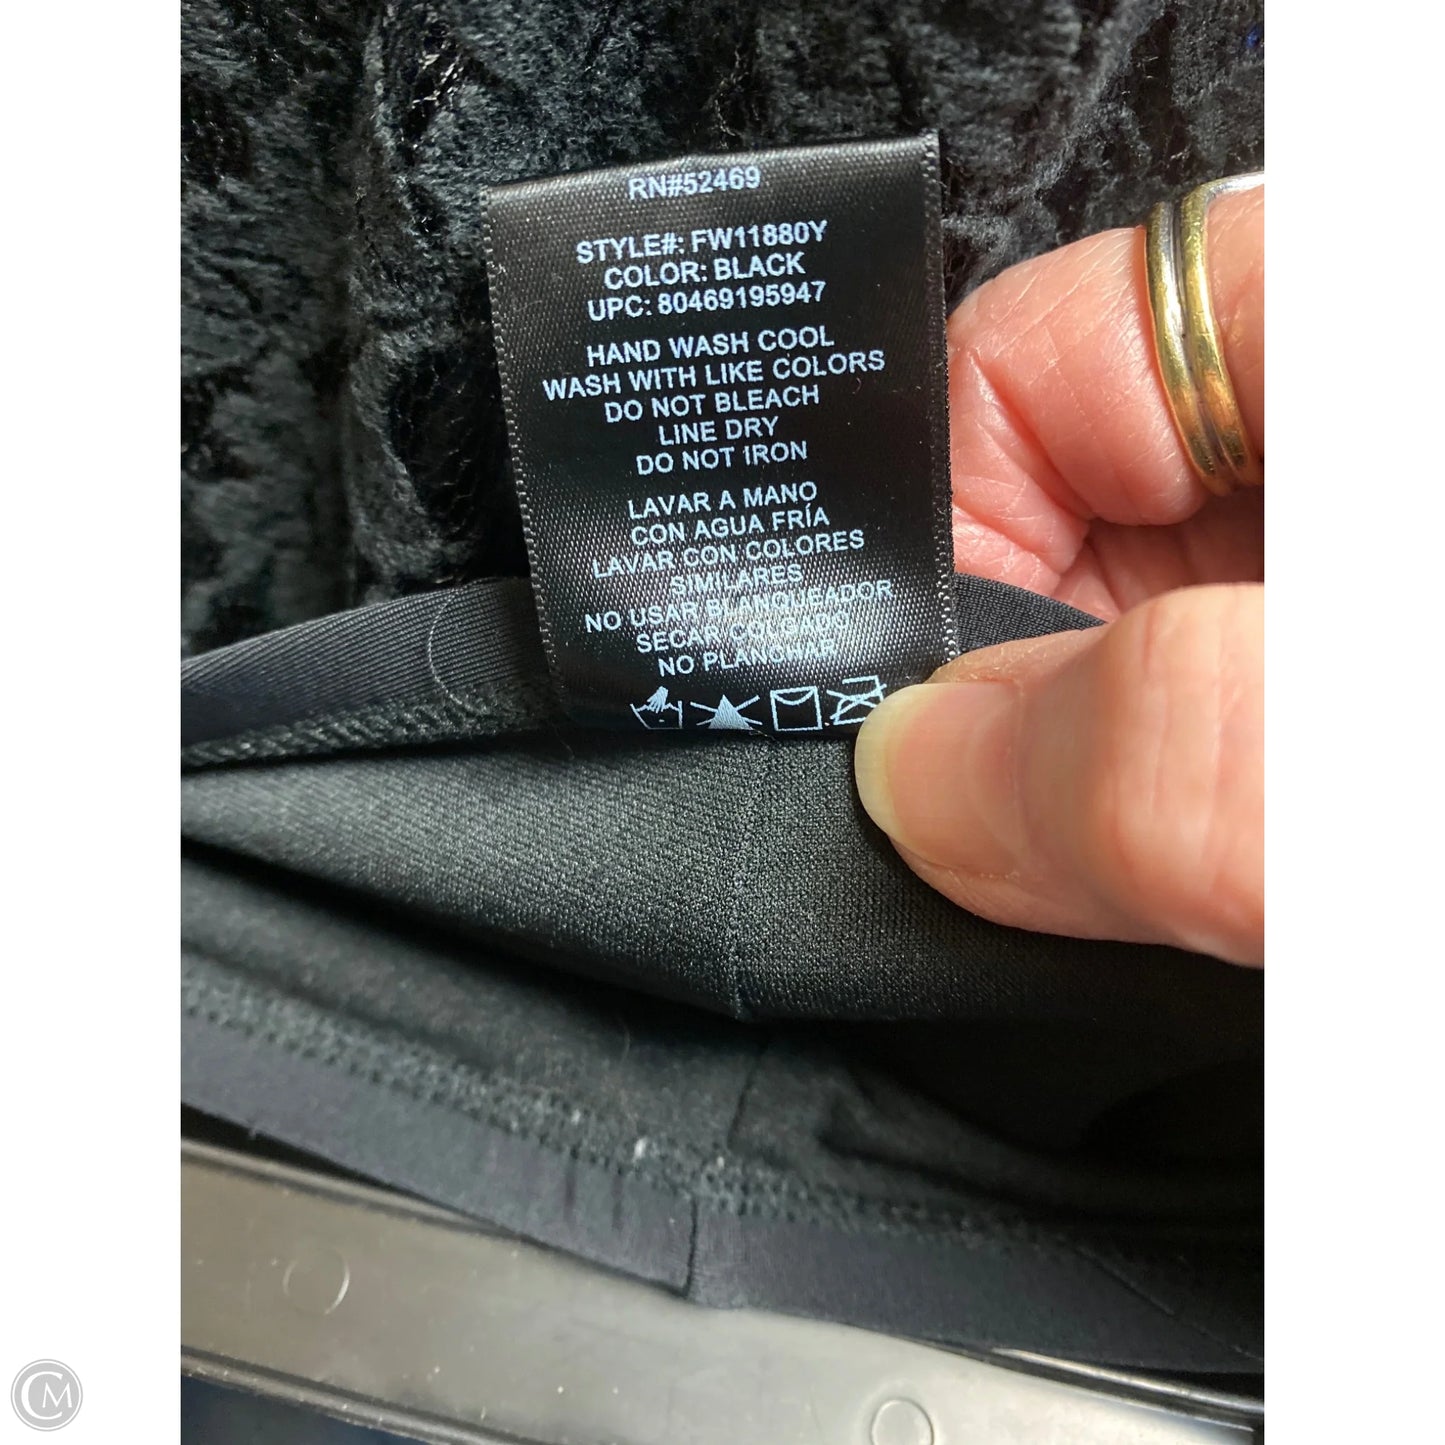 RN#52469
STYLE#: FW11880Y
COLOR: BLACK
UPC: 80469195947
HAND WASH COOL
WASH WITH LIKE COLORS
DO NOT BLEACH
LINE DRY
DO NOT IRON
LAVAR A MANO
CON AGUA FRÍA
LAVAR CON COLORES
SIMILARES
NO USAR BLANQUEADOR
SECAR COLGADO
NO PLANCHAR
CM